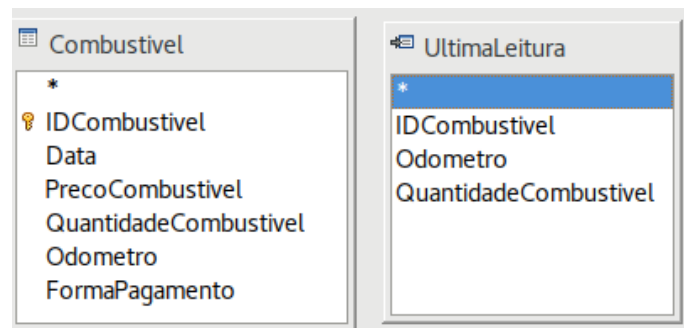 Combustivel
*
IDCombustivel
Data
PrecoCombustivel
QuantidadeCombustivel
Odometro
FormaPagamento
UltimaLeitura
*
IDCombustivel
Odometro
QuantidadeCombustivel